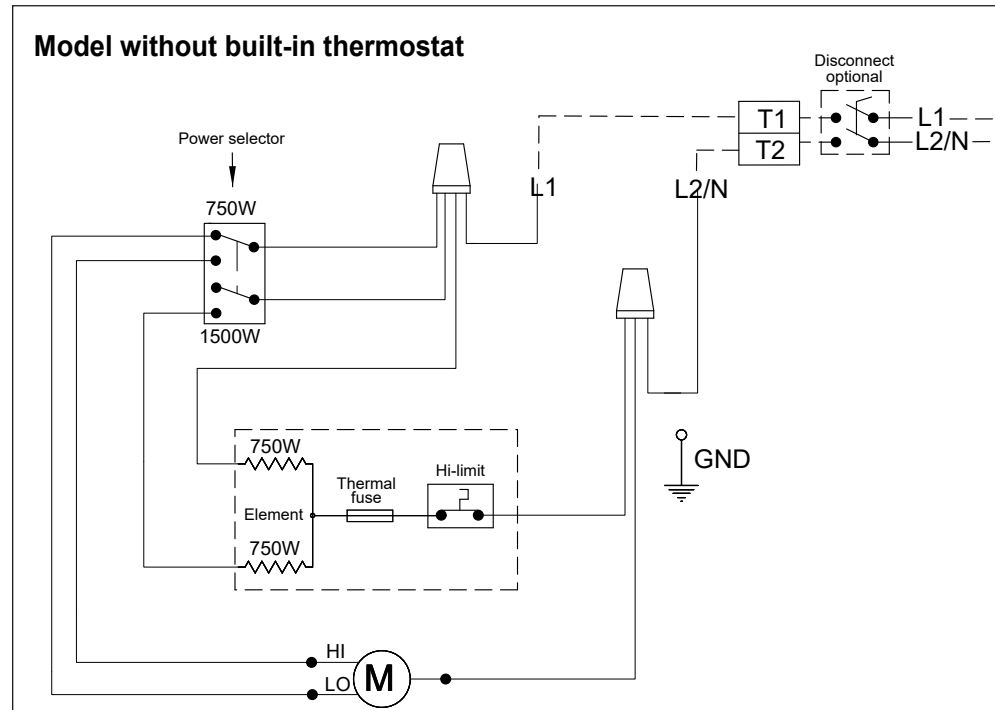 Model without built-in thermostat
Disconnect
optional
T1
L1
T2
L2/N
Power selector
L1
L2/N
750W
1500W
750W
Thermal
fuse
Hi-limit
GND
Element
750W
HI
LO
M